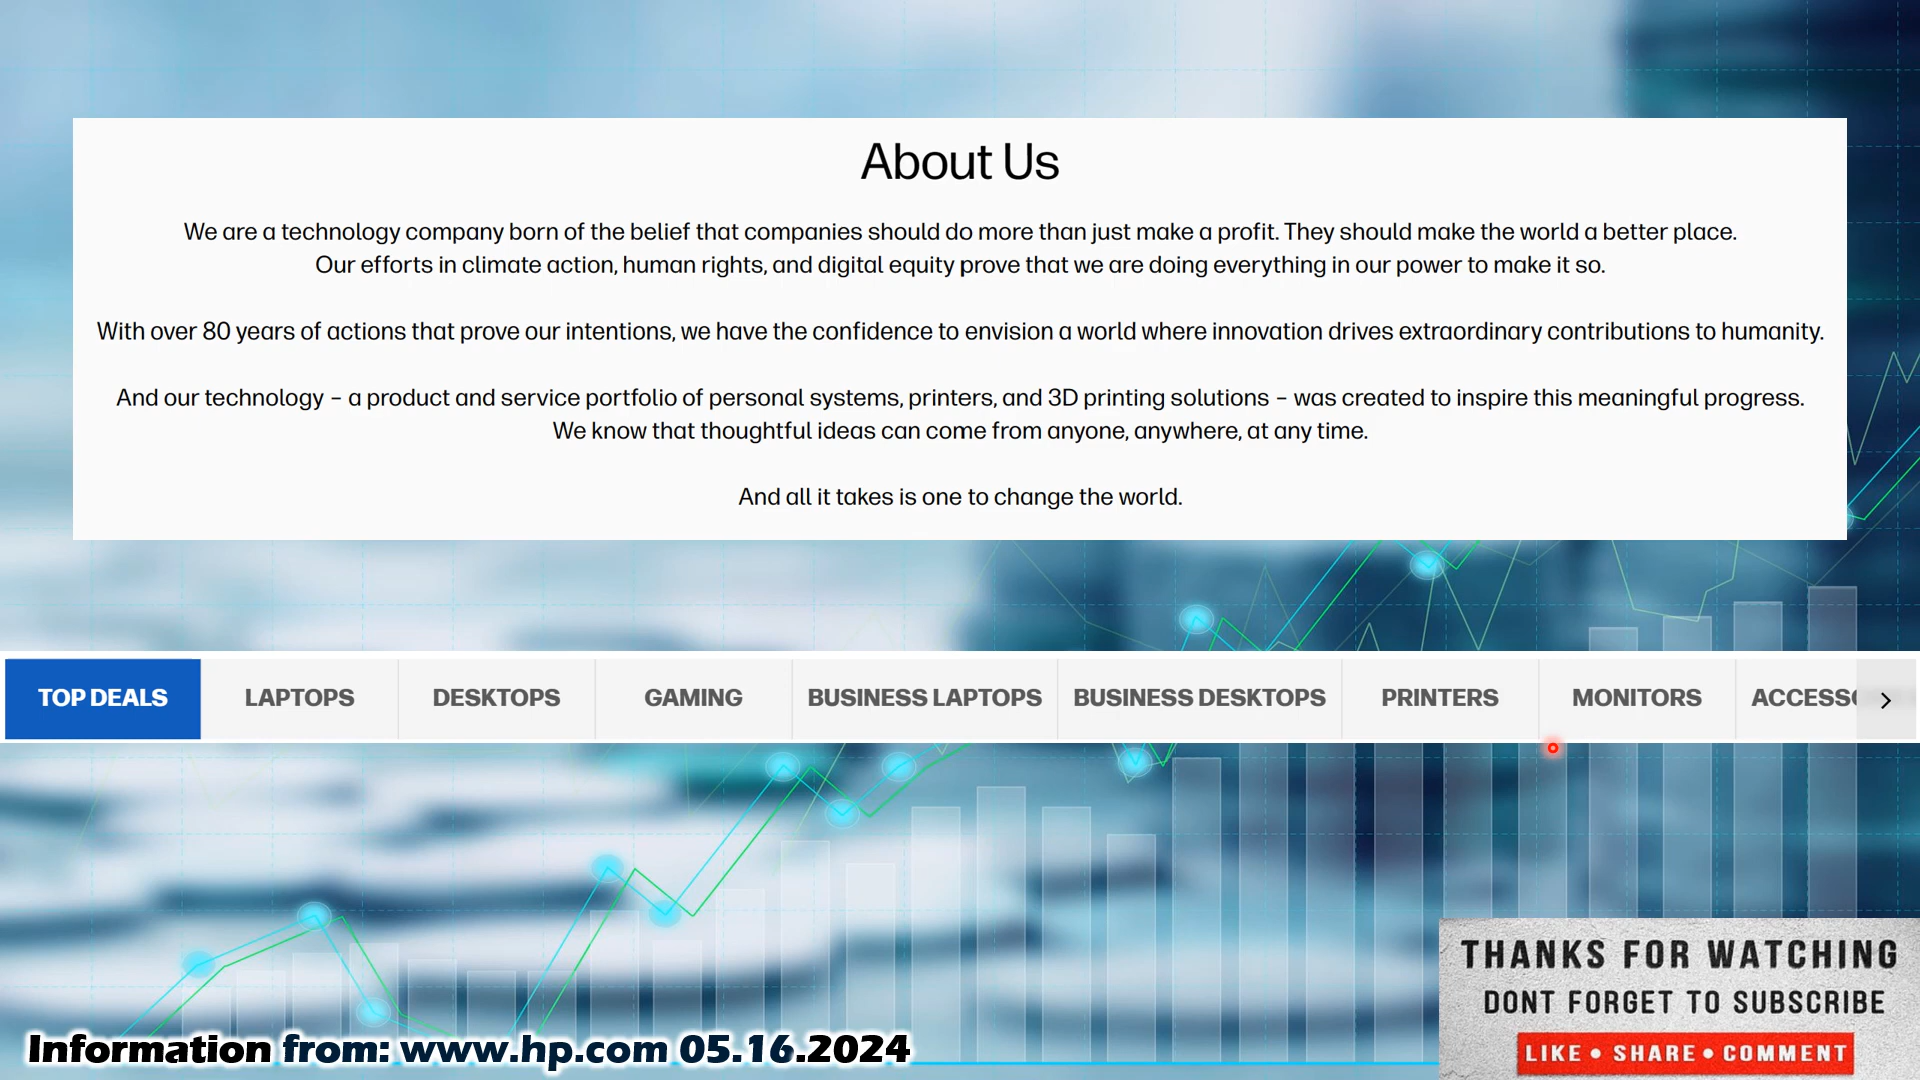 About Us
We are a technology company born of the belief that companies should do more than just make a profit. They should make the world a better place.
Our efforts in climate action, human rights, and digital equity prove that we are doing everything in our power to make it so.
With over 80 years of actions that prove our intentions, we have the confidence to envision a world where innovation drives extraordinary contributions to humanity.
And our technology – a product and service portfolio of personal systems, printers, and 3D printing solutions – was created to inspire this meaningful progress.
We know that thoughtful ideas can come from anyone, anywhere, at any time.
And all it takes is one to change the world.
TOP DEALS LAPTOPS DESKTOPS GAMING BUSINESS LAPTOPS BUSINESS DESKTOPS PRINTERS MONITORS
THANKS FOR WATCHING
DONT FORGET TO SUBSCRIBE
LIKE • SHARE • COMMENT
Information from: www.hp.com 05.16.2024